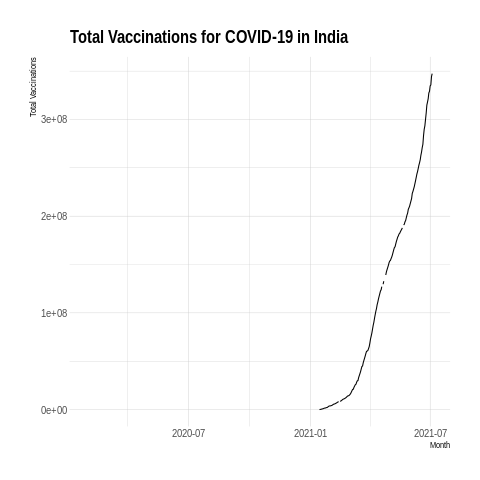 Total Vaccinations for COVID-19 in India
Total Vaccinations
3e+08
2e+08
1e+08
0e+00
2020-07 2021-01 2021-07
Month